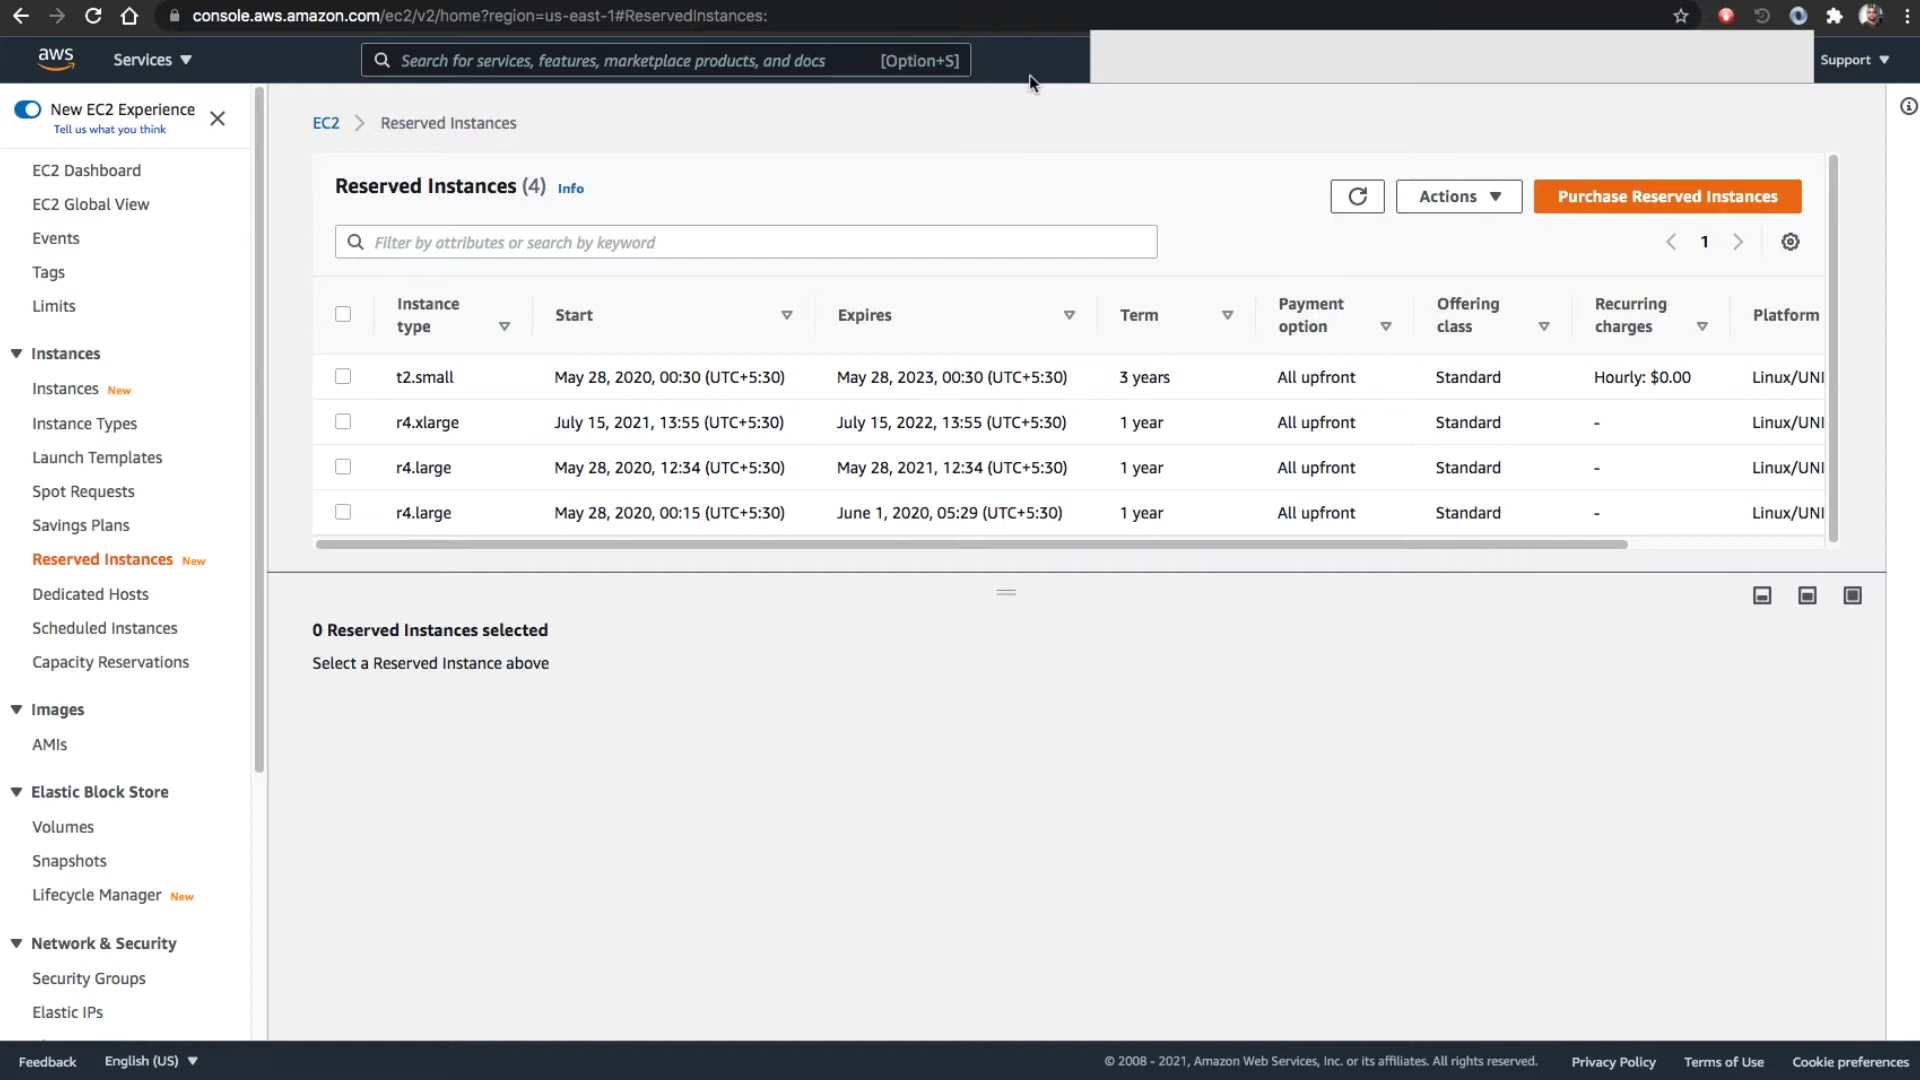 console.aws.amazon.com/ec2/v2/home?region=us-east-1#ReservedInstances:
aws
Services
Search for services, features, marketplace products, and docs
[Option+S]
Support
New EC2 Experience
Tell us what you think
EC2 Dashboard
EC2 Global View
Events
Tags
Limits
Instances
Instances New
Instance Types
Launch Templates
Spot Requests
Savings Plans
Reserved Instances New
Dedicated Hosts
Scheduled Instances
Capacity Reservations
Images
AMIs
Elastic Block Store
Volumes
Snapshots
Lifecycle Manager New
Network & Security
Security Groups
Elastic IPs
EC2 > Reserved Instances
Reserved Instances (4) Info
Actions
Purchase Reserved Instances
Filter by attributes or search by keyword
1
Instance type Start Expires Term Payment option Offering class Recurring charges Platform
t2.small May 28, 2020, 00:30 (UTC+5:30) May 28, 2023, 00:30 (UTC+5:30) 3 years All upfront Standard Hourly: $0.00 Linux/UNI
r4.xlarge July 15, 2021, 13:55 (UTC+5:30) July 15, 2022, 13:55 (UTC+5:30) 1 year All upfront Standard - Linux/UNI
r4.large May 28, 2020, 12:34 (UTC+5:30) May 28, 2021, 12:34 (UTC+5:30) 1 year All upfront Standard - Linux/UNI
r4.large May 28, 2020, 00:15 (UTC+5:30) June 1, 2020, 05:29 (UTC+5:30) 1 year All upfront Standard - Linux/UNI
0 Reserved Instances selected
Select a Reserved Instance above
Feedback
English (US)
© 2008 - 2021, Amazon Web Services, Inc. or its affiliates. All rights reserved.
Privacy Policy
Terms of Use
Cookie preferences